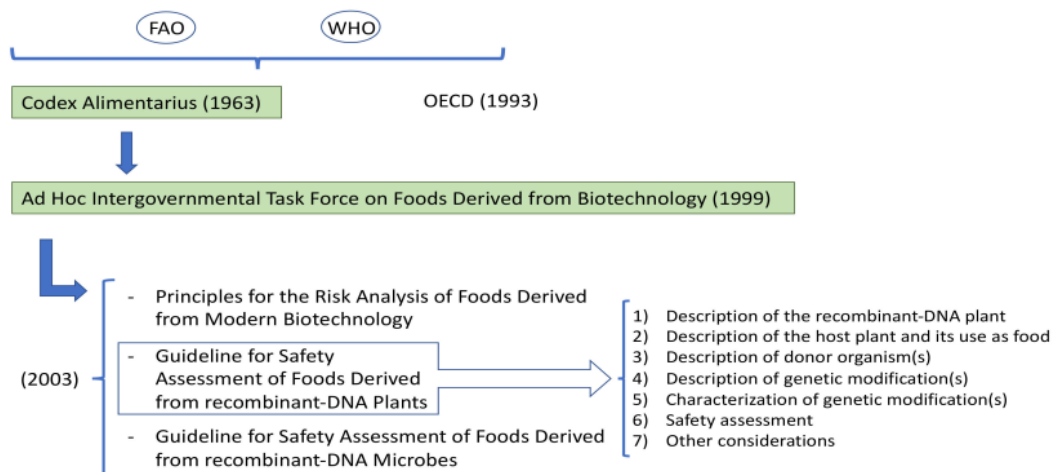 FAO
WHO
Codex Alimentarius (1963)
OECD (1993)
Ad Hoc Intergovernmental Task Force on Foods Derived from Biotechnology (1999)
(2003)
- Principles for the Risk Analysis of Foods Derived
from Modern Biotechnology
- Guideline for Safety
Assessment of Foods Derived
from recombinant-DNA Plants
- Guideline for Safety Assessment of Foods Derived
from recombinant-DNA Microbes
1) Description of the recombinant-DNA plant
2) Description of the host plant and its use as food
3) Description of donor organism(s)
4) Description of genetic modification(s)
5) Characterization of genetic modification(s)
6) Safety assessment
7) Other considerations